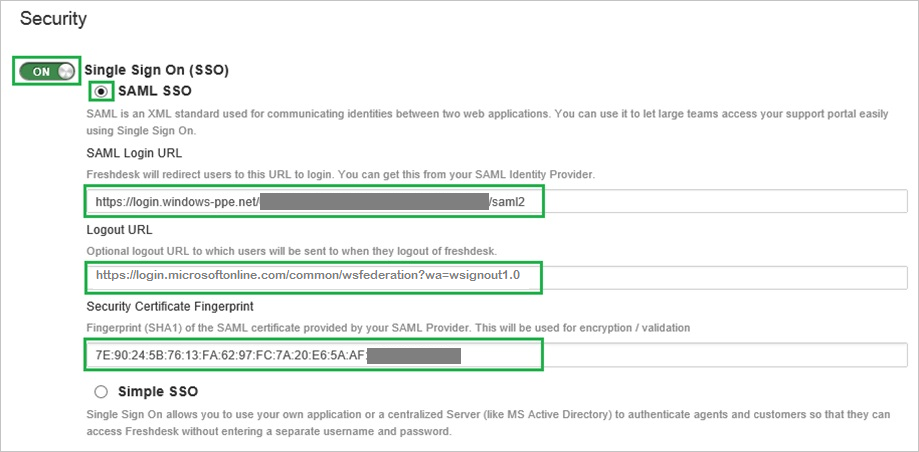 Security
ON
Single Sign On (SSO)
SAML SSO
SAML is an XML standard used for communicating identities between two web applications. You can use it to let large teams access your support portal easily
using Single Sign On.
SAML Login URL
Freshdesk will redirect users to this URL to login. You can get this from your SAML Identity Provider.
https://login.windows-ppe.net/ /saml2
Logout URL
Optional logout URL to which users will be sent to when they logout of freshdesk.
https://login.microsoftonline.com/common/wsfederation?wa=wsignout1.0
Security Certificate Fingerprint
Fingerprint (SHA1) of the SAML certificate provided by your SAML Provider. This will be used for encryption / validation
7E:90:24:5B:76:13:FA:62:97:FC:7A:20:E6:5A:AF:
Simple SSO
Single Sign On allows you to use your own application or a centralized Server (like MS Active Directory) to authenticate agents and customers so that they can
access Freshdesk without entering a separate username and password.